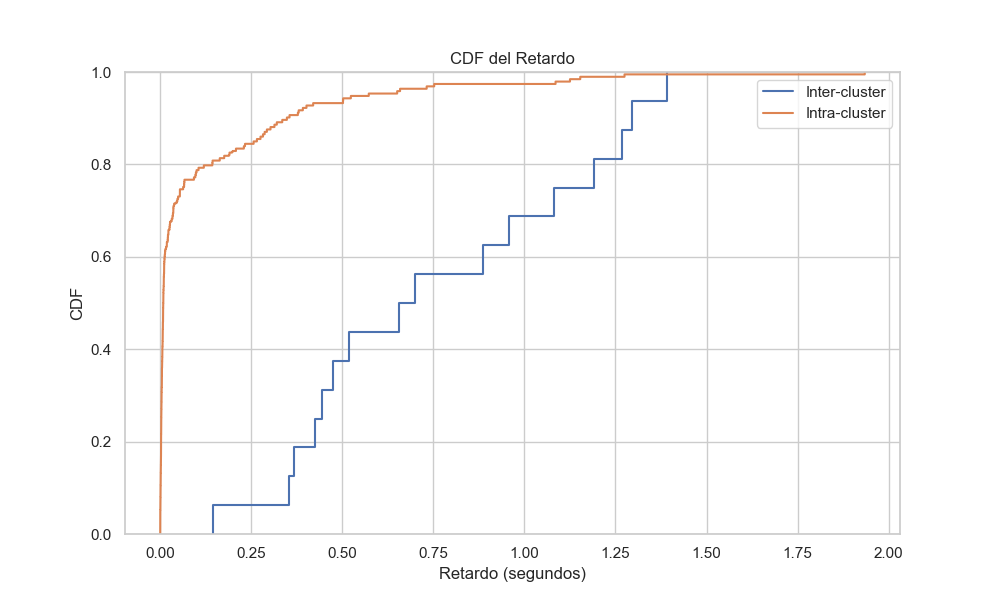 CDF del Retardo
1.0
0.8
0.6
0.4
0.2
0.0
CDF
Inter-cluster
Intra-cluster
0.00 0.25 0.50 0.75 1.00 1.25 1.50 1.75 2.00
Retardo (segundos)